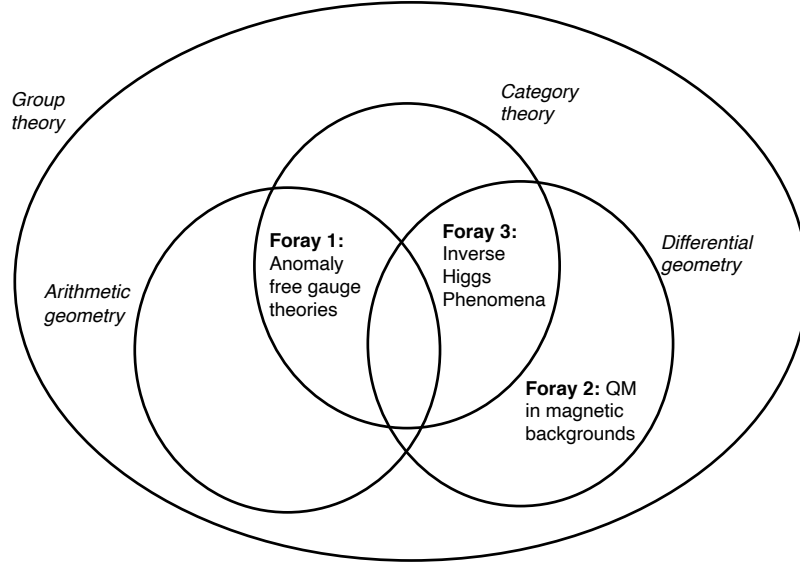 Group
theory
Category
theory
Foray 1:
Anomaly
free gauge
theories
Foray 3:
Inverse
Higgs
Phenomena
Differential
geometry
Arithmetic
geometry
Foray 2: QM
in magnetic
backgrounds